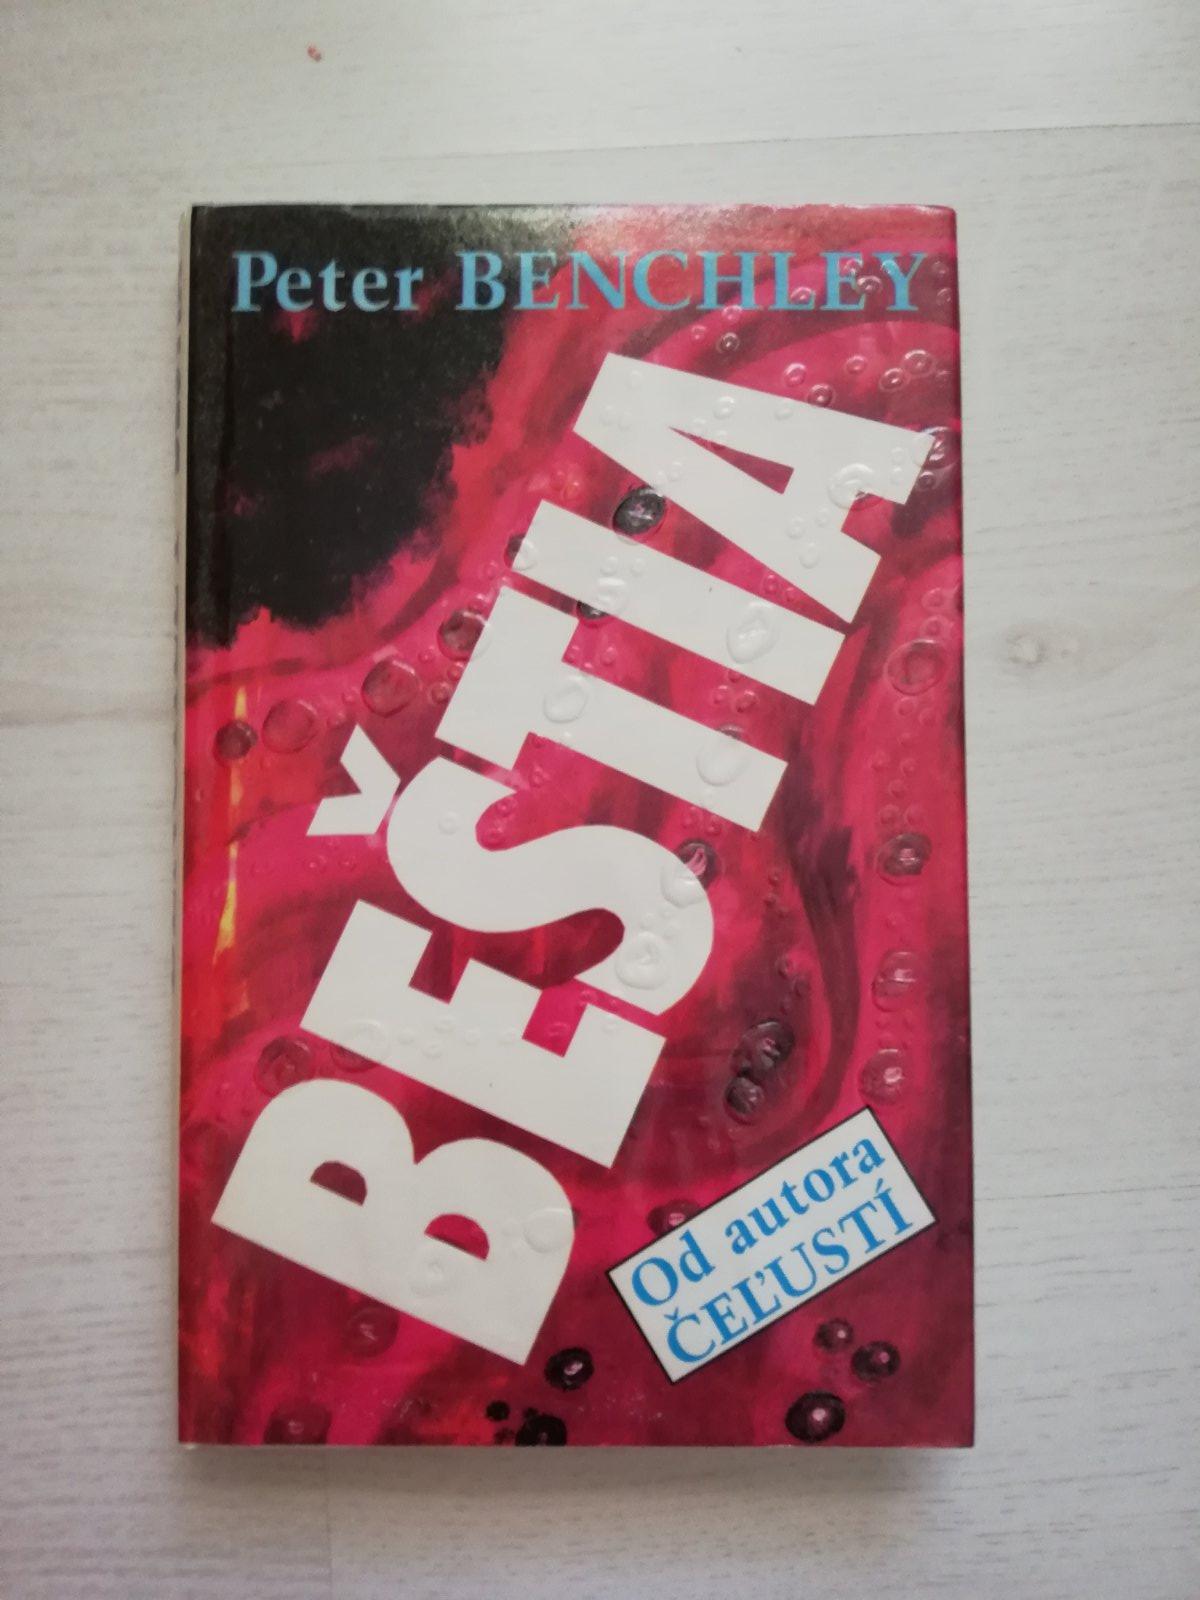 Peter BENCHLEY
BEŠTIA
Od autora
ČEĽUSTÍ